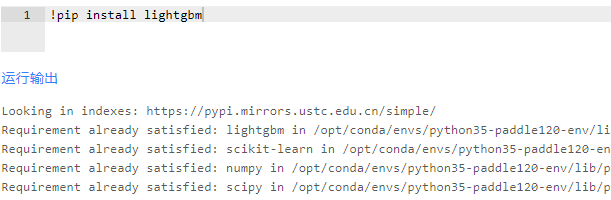 1 !pip install lightgbm
运行输出
Looking in indexes: https://pypi.mirrors.ustc.edu.cn/simple/
Requirement already satisfied: lightgbm in /opt/conda/envs/python35-paddle120-env/li
Requirement already satisfied: scikit-learn in /opt/conda/envs/python35-paddle120-en
Requirement already satisfied: numpy in /opt/conda/envs/python35-paddle120-env/lib/p
Requirement already satisfied: scipy in /opt/conda/envs/python35-paddle120-env/lib/p